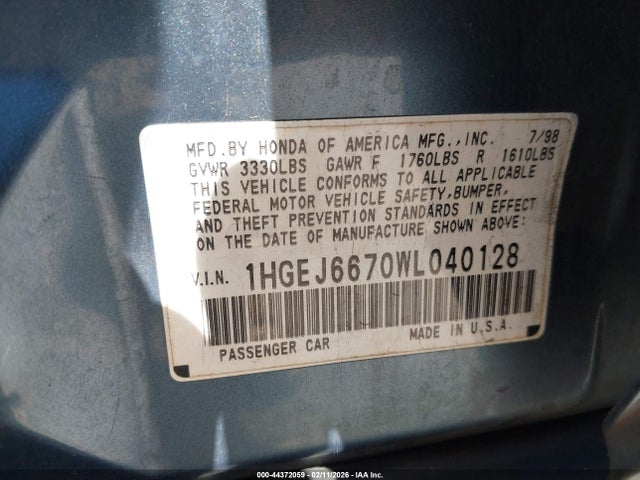 MFD.BY HONDA OF AMERICA MFG.,INC. 7/98
GVWR 3330LBS GAWR F 1760LBS R 1610LBS
THIS VEHICLE CONFORMS TO ALL APPLICABLE
FEDERAL MOTOR VEHICLE SAFETY,BUMPER,
AND THEFT PREVENTION STANDARDS IN EFFECT
ON THE DATE OF MANUFACTURE SHOWN ABOVE:
V.I.N. 1HGEJ6670WL040128
PASSENGER CAR MADE IN U.S.A.
000-44372059 - 02/11/2026 - IAA Inc.